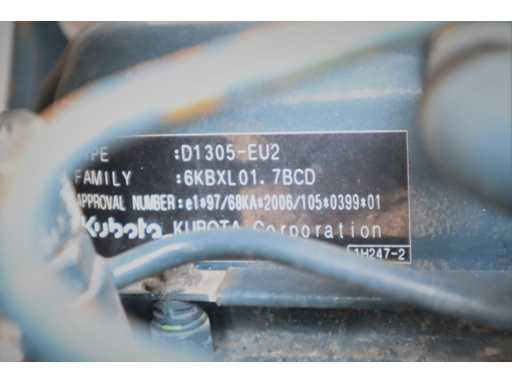 TYPE :D1305-EU2
FAMILY :6KBXL01.7BCD
APPROVAL NUMBER:e1*97/68KA*2006/105*0399*01
Kubota KUBOTA Corporation
1H247-2